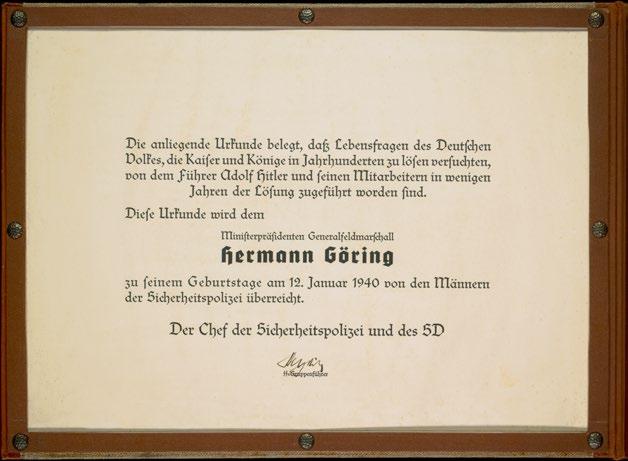 Die anliegende Urkunde belegt, daß Lebensfragen des Deutschen
Volkes, die Kaiser und Könige in Jahrhunderten zu lösen versuchten,
von dem Führer Adolf Hitler und seinen Mitarbeitern in wenigen
Jahren der Lösung zugeführt worden sind.
Diese Urkunde wird dem
Ministerpräsidenten Generalfeldmarschall
Hermann Göring
zu seinem Geburtstage am 12. Januar 1940 von den Männern
der Sicherheitspolizei überreicht.
Der Chef der Sicherheitspolizei und des SD
SS-Gruppenführer